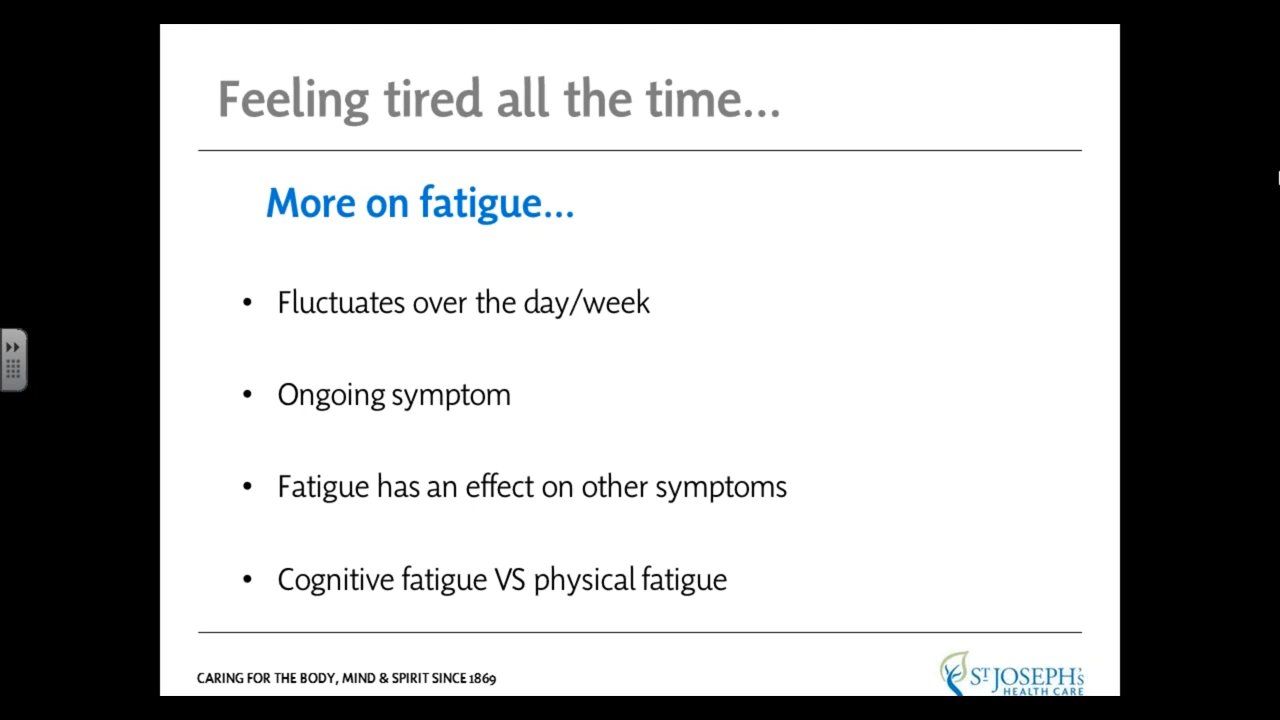 Feeling tired all the time...
More on fatigue...
• Fluctuates over the day/week
• Ongoing symptom
• Fatigue has an effect on other symptoms
• Cognitive fatigue VS physical fatigue
CARING FOR THE BODY, MIND & SPIRIT SINCE 1869
ST JOSEPH'S
HEALTH CARE